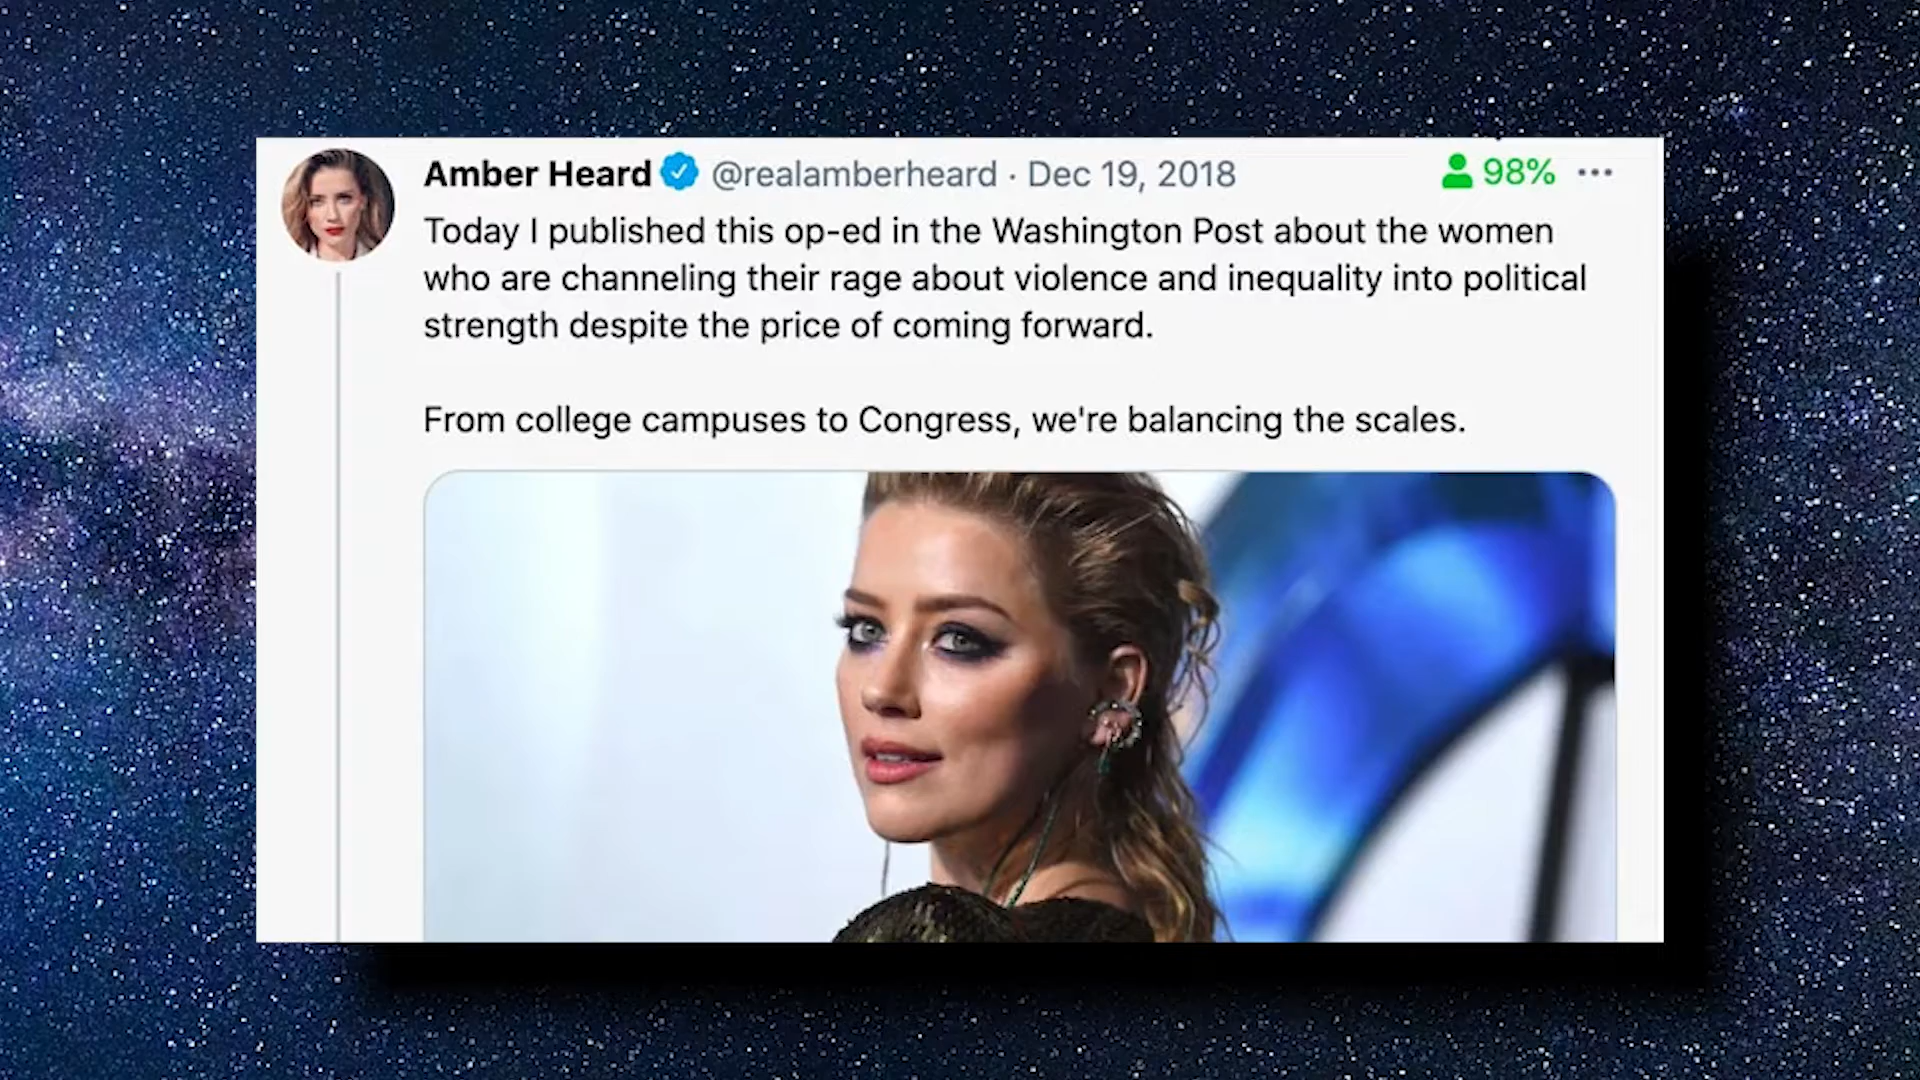 Amber Heard @realamberheard · Dec 19, 2018 98%
Today I published this op-ed in the Washington Post about the women
who are channeling their rage about violence and inequality into political
strength despite the price of coming forward.
From college campuses to Congress, we're balancing the scales.